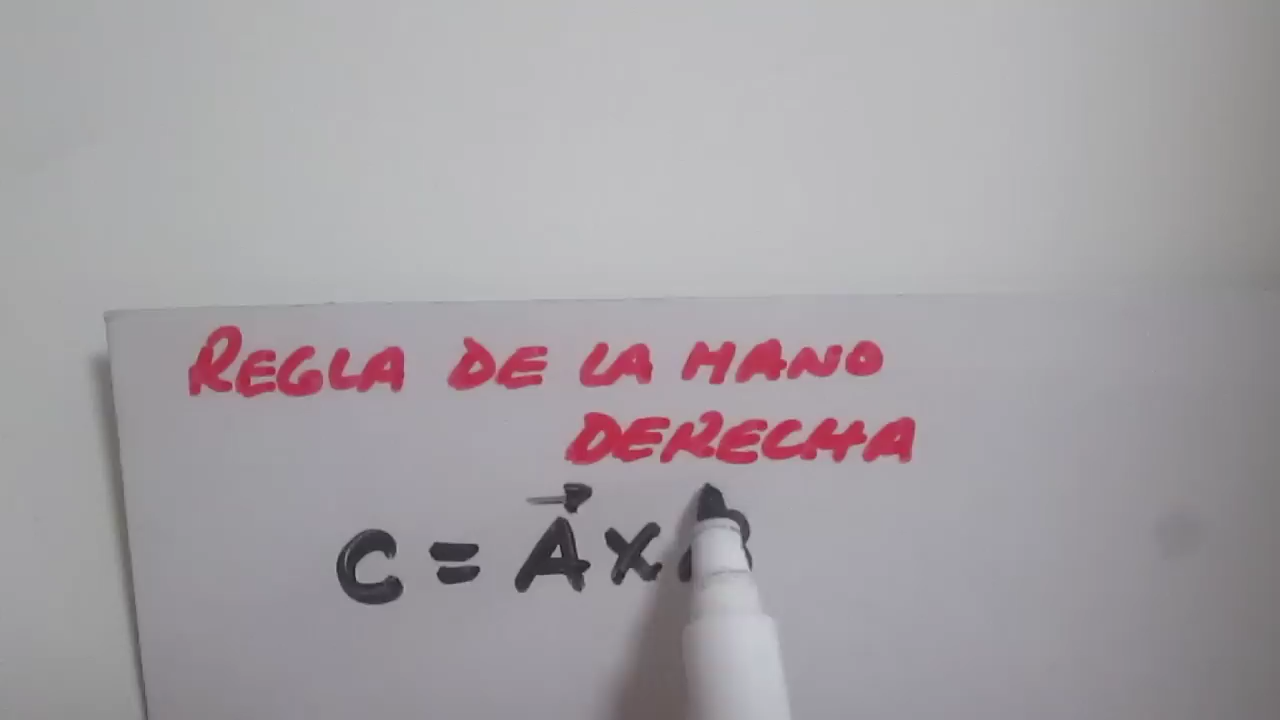 REGLA DE LA MANO
DERECHA
C = A⃗ x B